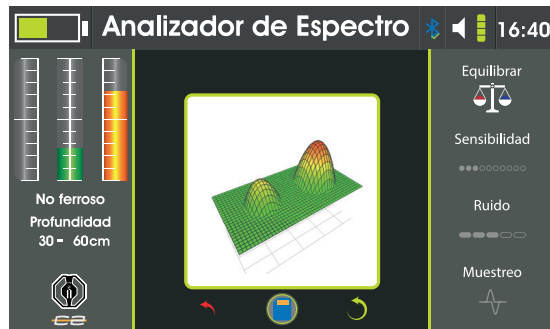 Analizador de Espectro
16:40
No ferroso
Profundidad
30 - 60cm
Equilibrar
Sensibilidad
Ruido
Muestreo